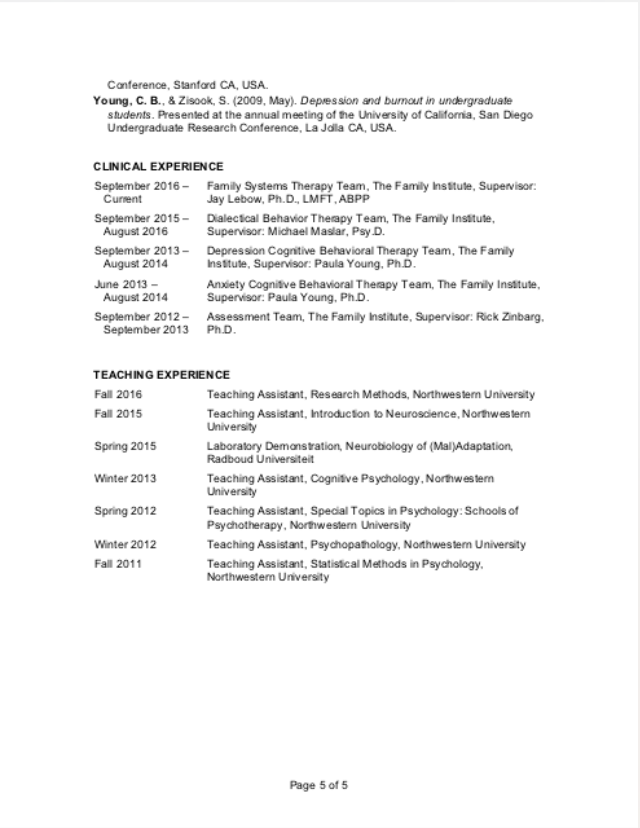 Conference, Stanford CA, USA.
Young, C. B., & Zisook, S. (2009, May). Depression and burnout in undergraduate
students. Presented at the annual meeting of the University of California, San Diego
Undergraduate Research Conference, La Jolla CA, USA.
CLINICAL EXPERIENCE
September 2016 – Family Systems Therapy Team, The Family Institute, Supervisor:
Current Jay Lebow, Ph.D., LMFT, ABPP
September 2015 – Dialectical Behavior Therapy Team, The Family Institute,
August 2016 Supervisor: Michael Maslar, Psy.D.
September 2013 – Depression Cognitive Behavioral Therapy Team, The Family
August 2014 Institute, Supervisor: Paula Young, Ph.D.
June 2013 – Anxiety Cognitive Behavioral Therapy Team, The Family Institute,
August 2014 Supervisor: Paula Young, Ph.D.
September 2012 – Assessment Team, The Family Institute, Supervisor: Rick Zinbarg,
September 2013 Ph.D.
TEACHING EXPERIENCE
Fall 2016 Teaching Assistant, Research Methods, Northwestern University
Fall 2015 Teaching Assistant, Introduction to Neuroscience, Northwestern
University
Spring 2015 Laboratory Demonstration, Neurobiology of (Mal)Adaptation,
Radboud Universiteit
Winter 2013 Teaching Assistant, Cognitive Psychology, Northwestern
University
Spring 2012 Teaching Assistant, Special Topics in Psychology: Schools of
Psychotherapy, Northwestern University
Winter 2012 Teaching Assistant, Psychopathology, Northwestern University
Fall 2011 Teaching Assistant, Statistical Methods in Psychology,
Northwestern University
Page 5 of 5